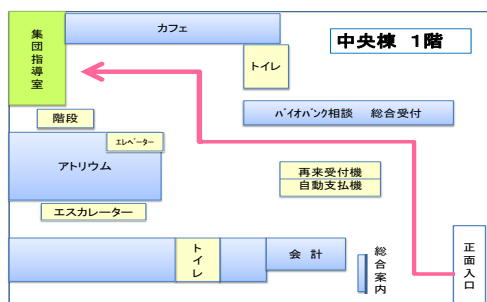 集団指導室
カフェ
中央棟 1階
トイレ
階段
バイオバンク相談 総合受付
エレベーター
アトリウム
再来受付機
自動支払機
エスカレーター
トイレ
会計
総合案内
正面入口